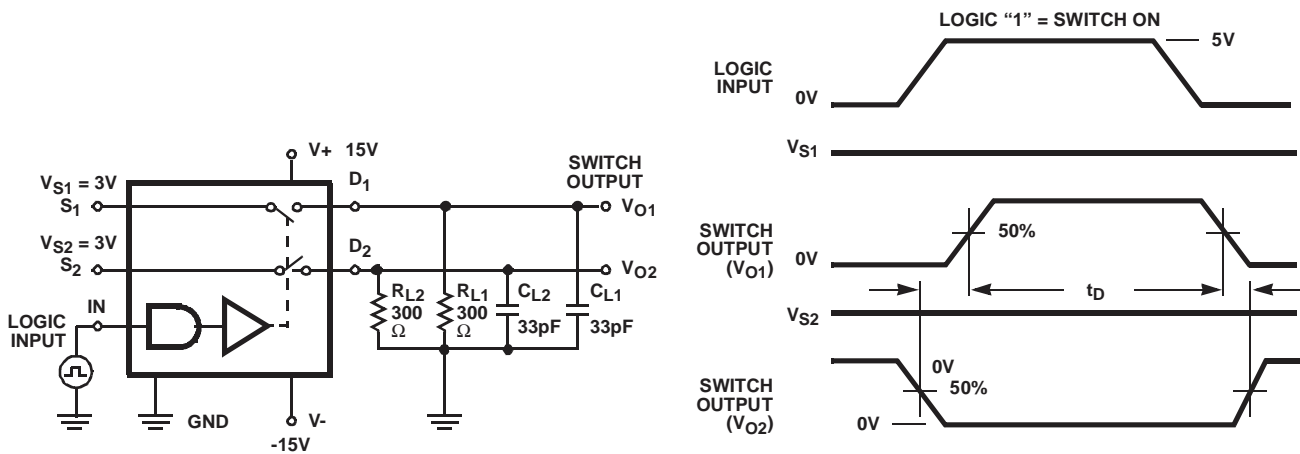 V+ 15V
SWITCH
OUTPUT
VS1 = 3V
S1
D1
VO1
VS2 = 3V
S2
D2
VO2
IN
LOGIC
INPUT
RL2
300
Ω
RL1
300
Ω
CL2
33pF
CL1
33pF
GND
V-
-15V
LOGIC “1” = SWITCH ON
5V
LOGIC
INPUT
0V
VS1
SWITCH
OUTPUT
(VO1)
50%
0V
tD
VS2
0V
SWITCH
OUTPUT
(VO2)
50%
0V